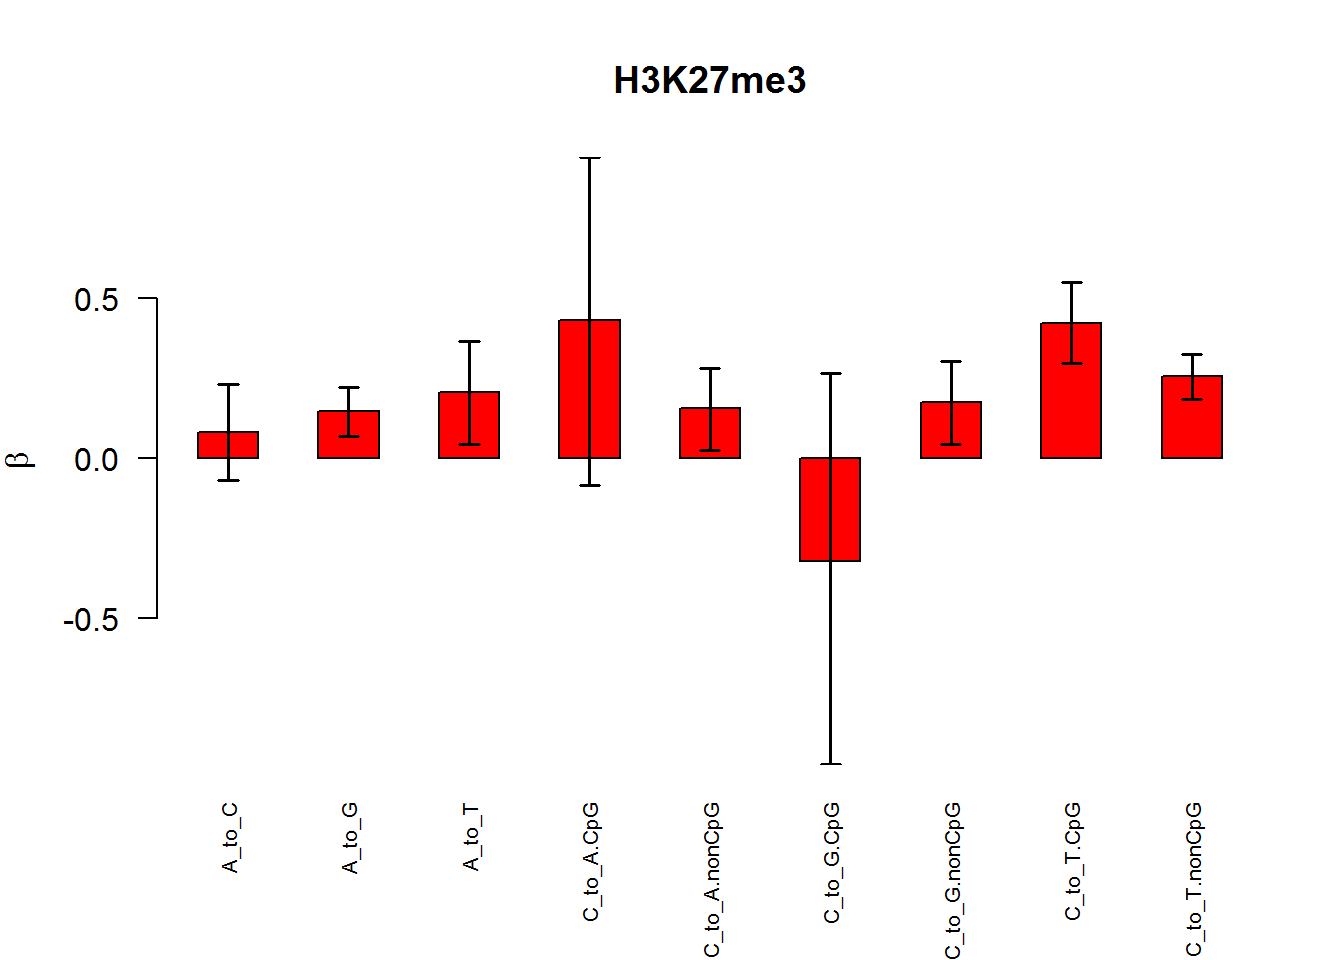 H3K27me3
β
0.5
0.0
-0.5
A_to_C
A_to_G
A_to_T
C_to_A.CpG
C_to_A.nonCpG
C_to_G.CpG
C_to_G.nonCpG
C_to_T.CpG
C_to_T.nonCpG